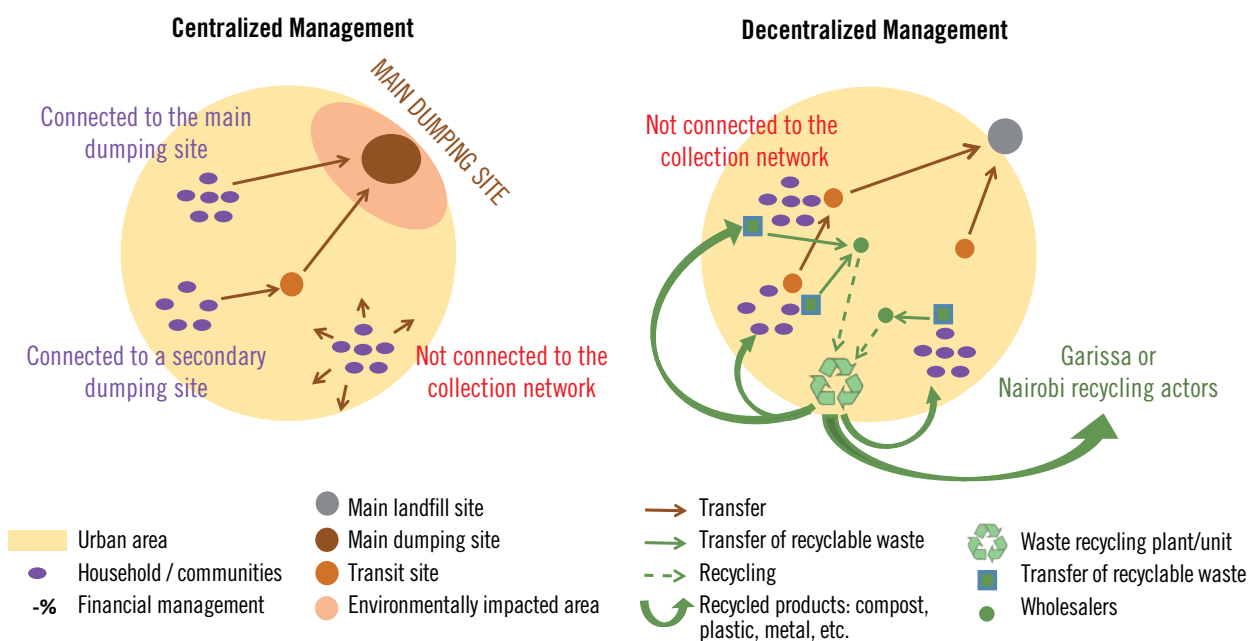 Centralized Management
Decentralized Management
MAIN DUMPING SITE
Connected to the main
dumping site
Connected to a secondary
dumping site
Not connected to the
collection network
Not connected to the
collection network
Garissa or
Nairobi recycling actors
Urban area
Household / communities
-% Financial management
Main landfill site
Main dumping site
Transit site
Environmentally impacted area
Transfer
Transfer of recyclable waste
Recycling
Recycled products: compost,
plastic, metal, etc.
Waste recycling plant/unit
Transfer of recyclable waste
Wholesalers